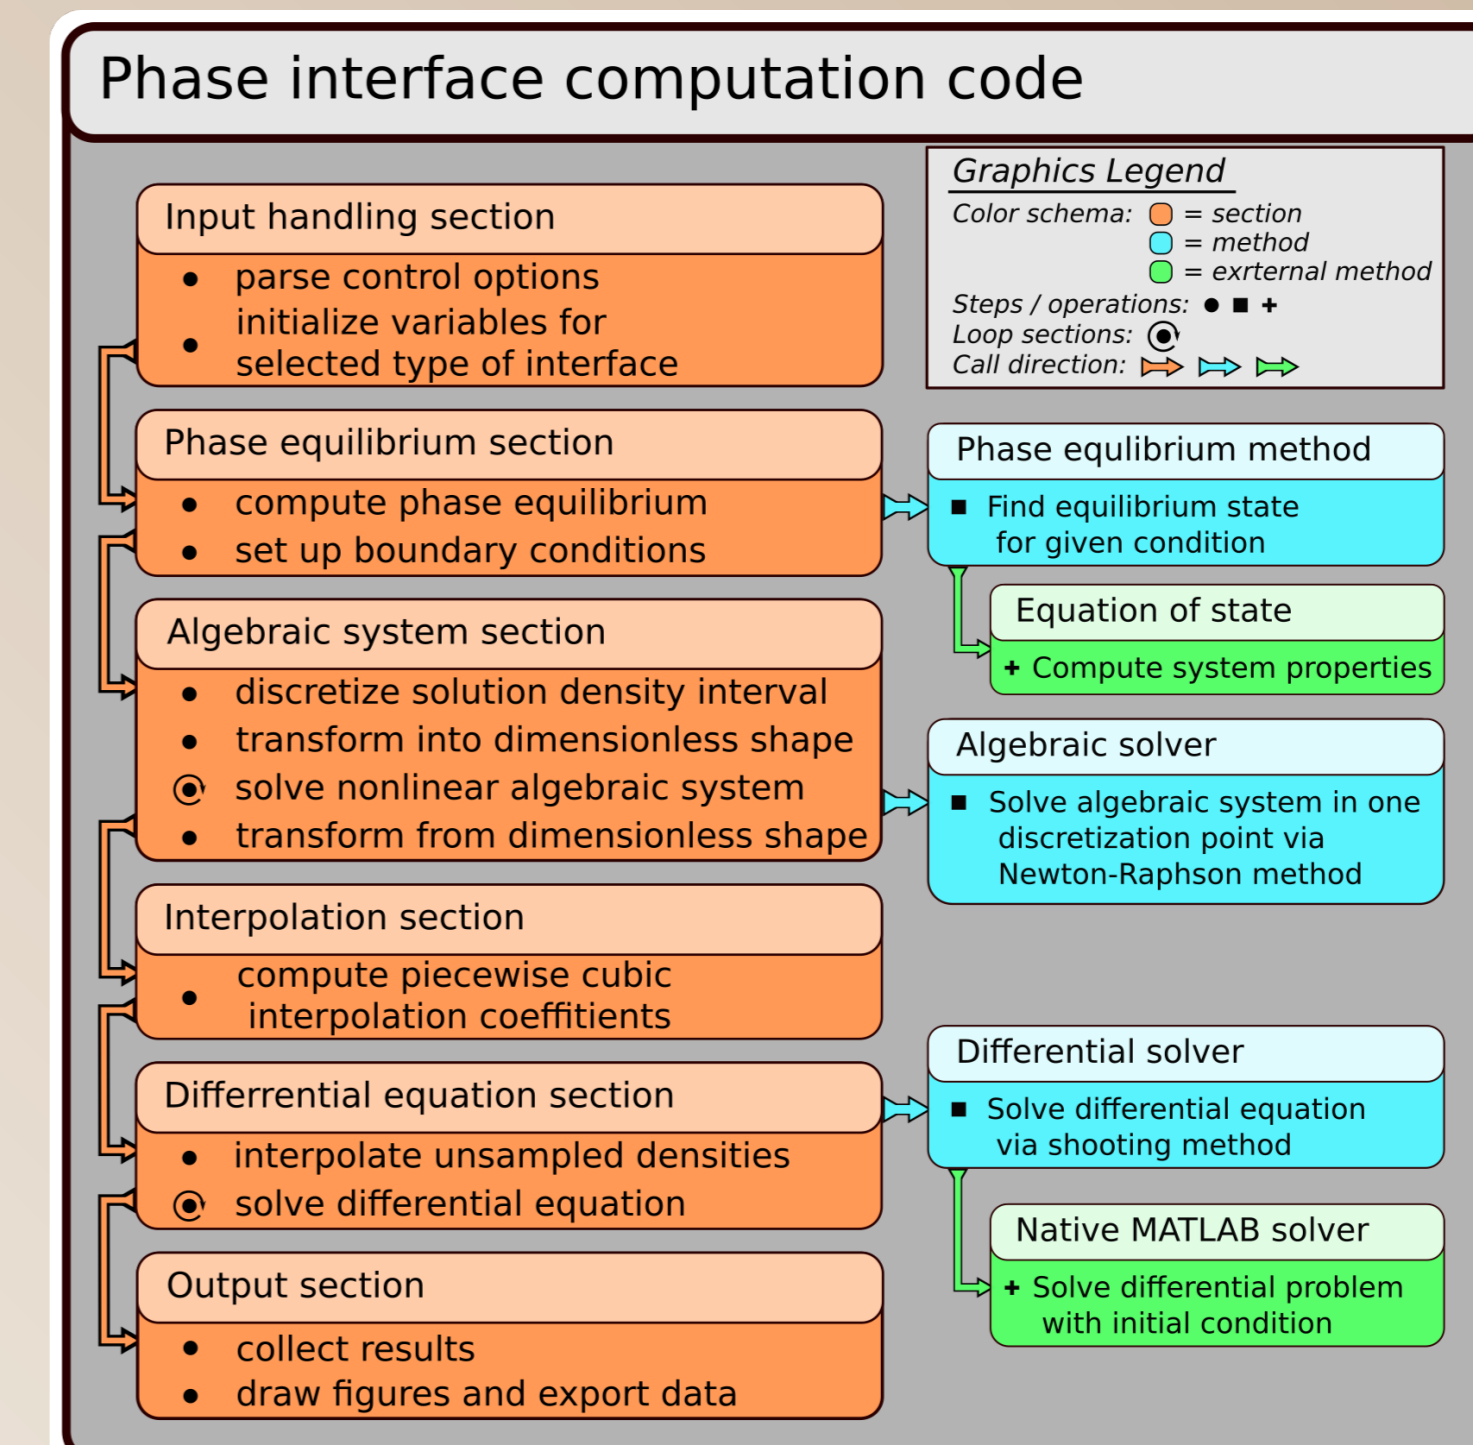 Phase interface computation code
Graphics Legend
Color schema: = section
= method
= exrternal method
Steps / operations:
Loop sections:
Call direction:
Input handling section
• parse control options
• initialize variables for
selected type of interface
Phase equilibrium section
• compute phase equilibrium
• set up boundary conditions
Phase equlibrium method
■ Find equilibrium state
for given condition
Equation of state
+ Compute system properties
Algebraic system section
• discretize solution density interval
• transform into dimensionless shape
solve nonlinear algebraic system
• transform from dimensionless shape
Algebraic solver
■ Solve algebraic system in one
discretization point via
Newton-Raphson method
Interpolation section
• compute piecewise cubic
interpolation coeffitients
Differrential equation section
• interpolate unsampled densities
solve differential equation
Differential solver
■ Solve differential equation
via shooting method
Native MATLAB solver
+ Solve differential problem
with initial condition
Output section
• collect results
• draw figures and export data